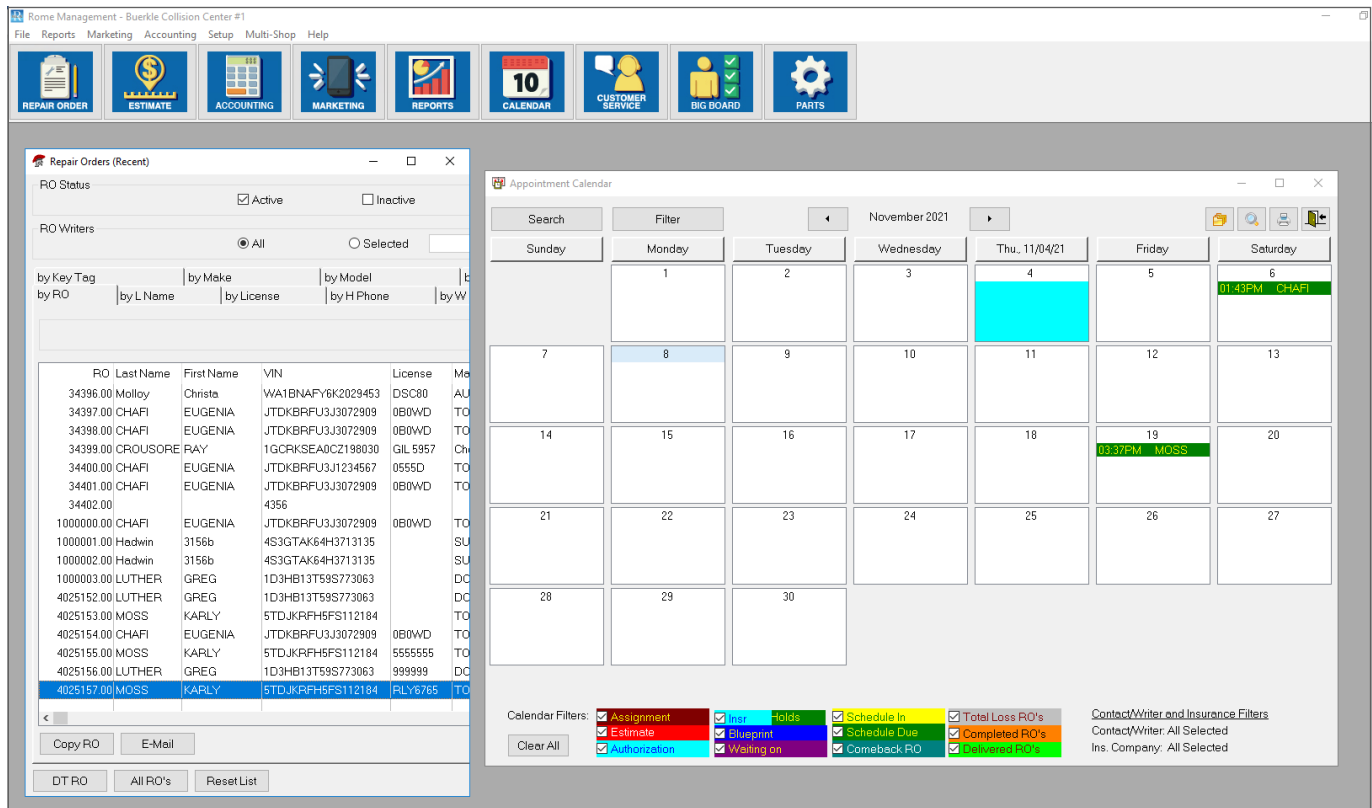 Rome Management - Buerkle Collision Center #1
File Reports Marketing Accounting Setup Multi-Shop Help
REPAIR ORDER ESTIMATE ACCOUNTING MARKETING REPORTS 10 CALENDAR CUSTOMER SERVICE BIG BOARD PARTS
Repair Orders (Recent)
RO Status
Active Inactive
RO Writers
All Selected
by Key Tag by Make by Model
by RO by L Name by License by H Phone by W
RO Last Name First Name VIN License Ma
34396.00 Molloy Christa WA1BNAFY6K2029453 DSC80 AU
34397.00 CHAFI EUGENIA JTDKBRFU3J3072909 0B0WD TO
34398.00 CHAFI EUGENIA JTDKBRFU3J3072909 0B0WD TO
34399.00 CROUSORE RAY 1GCRKSEA0CZ198030 GIL 5957 Che
34400.00 CHAFI EUGENIA JTDKBRFU3J1234567 0555D TO
34401.00 CHAFI EUGENIA JTDKBRFU3J3072909 0B0WD TO
34402.00 4356
1000000.00 CHAFI EUGENIA JTDKBRFU3J3072909 0B0WD TO
1000001.00 Hadwin 3156b 4S3GTAK64H3713135 SU
1000002.00 Hadwin 3156b 4S3GTAK64H3713135 SU
1000003.00 LUTHER GREG 1D3HB13T59S773063 DO
4025152.00 LUTHER GREG 1D3HB13T59S773063 DO
4025153.00 MOSS KARLY 5TDJKRFH5FS112184 TO
4025154.00 CHAFI EUGENIA JTDKBRFU3J3072909 0B0WD TO
4025155.00 MOSS KARLY 5TDJKRFH5FS112184 5555555 TO
4025156.00 LUTHER GREG 1D3HB13T59S773063 999999 DO
4025157.00 MOSS KARLY 5TDJKRFH5FS112184 RLY6765 TO
Copy RO E-Mail
DT RO All RO's Reset List
Appointment Calendar
Search Filter November 2021
Sunday Monday Tuesday Wednesday Thu., 11/04/21 Friday Saturday
1 2 3 4 5 6
01:43PM CHAFI
7 8 9 10 11 12 13
14 15 16 17 18 19 20
03:37PM MOSS
21 22 23 24 25 26 27
28 29 30
Calendar Filters: Assignment Insr Holds Schedule In Total Loss RO's Contact/Writer and Insurance Filters
Estimate Blueprint Schedule Due Completed RO's Contact/Writer: All Selected
Clear All Authorization Waiting on Comeback RO Delivered RO's Ins. Company: All Selected